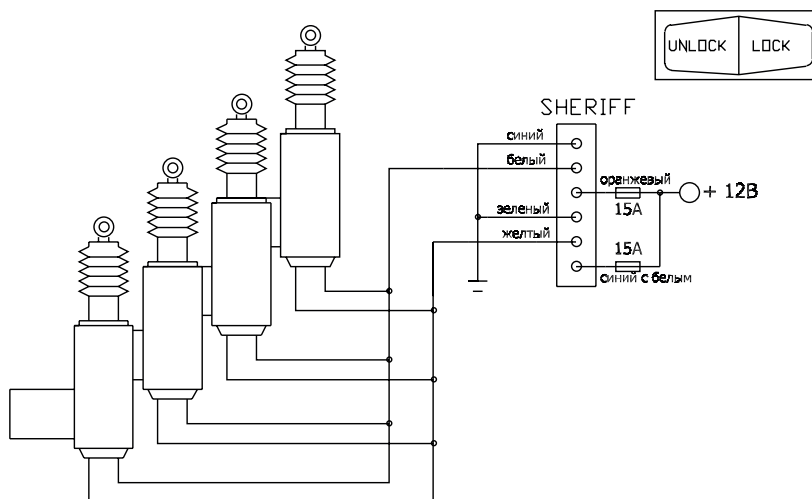 UNLOCK LOCK
SHERIFF
синий
белый
оранжевый
+ 12В
15А
зеленый
желтый
15А
синий с белым